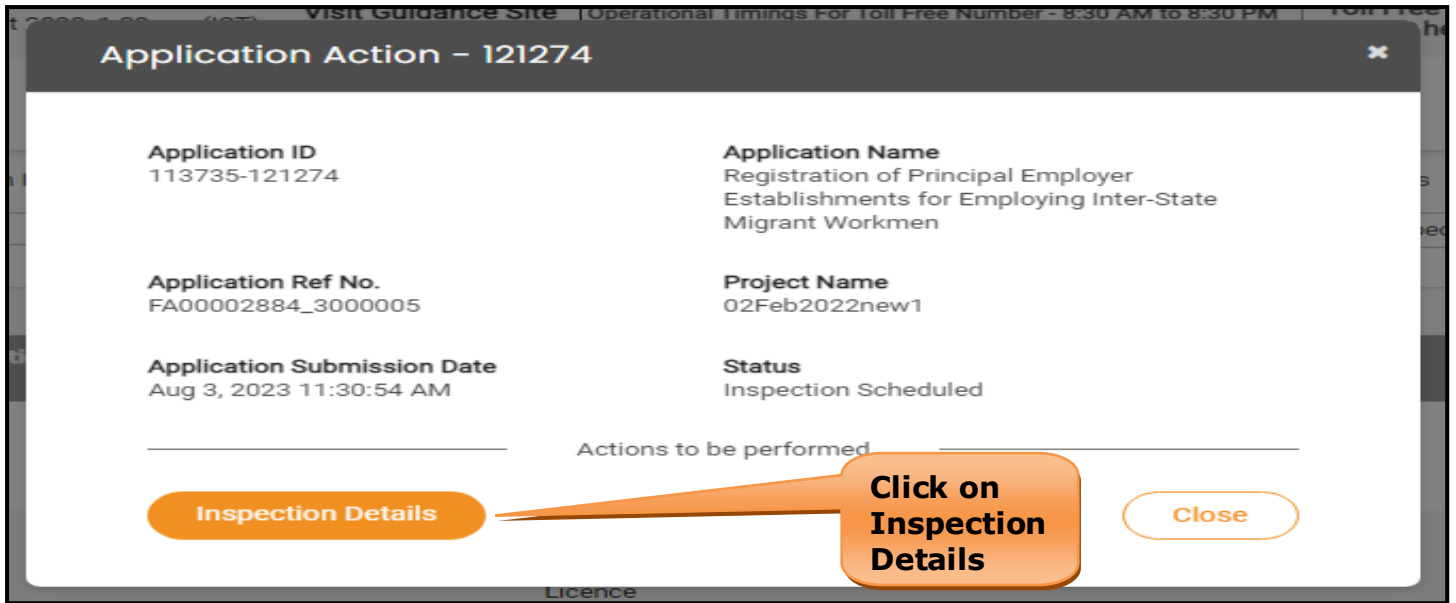 Visit Guidance Site
Operational Timings For Toll Free Number - 8:30 AM to 8:30 PM
Application Action - 121274
Application ID
113735-121274
Application Name
Registration of Principal Employer
Establishments for Employing Inter-State
Migrant Workmen
Application Ref No.
FA00002884_3000005
Project Name
02Feb2022new1
Application Submission Date
Aug 3, 2023 11:30:54 AM
Status
Inspection Scheduled
Actions to be performed
Inspection Details
Click on
Inspection
Details
Close
Licence